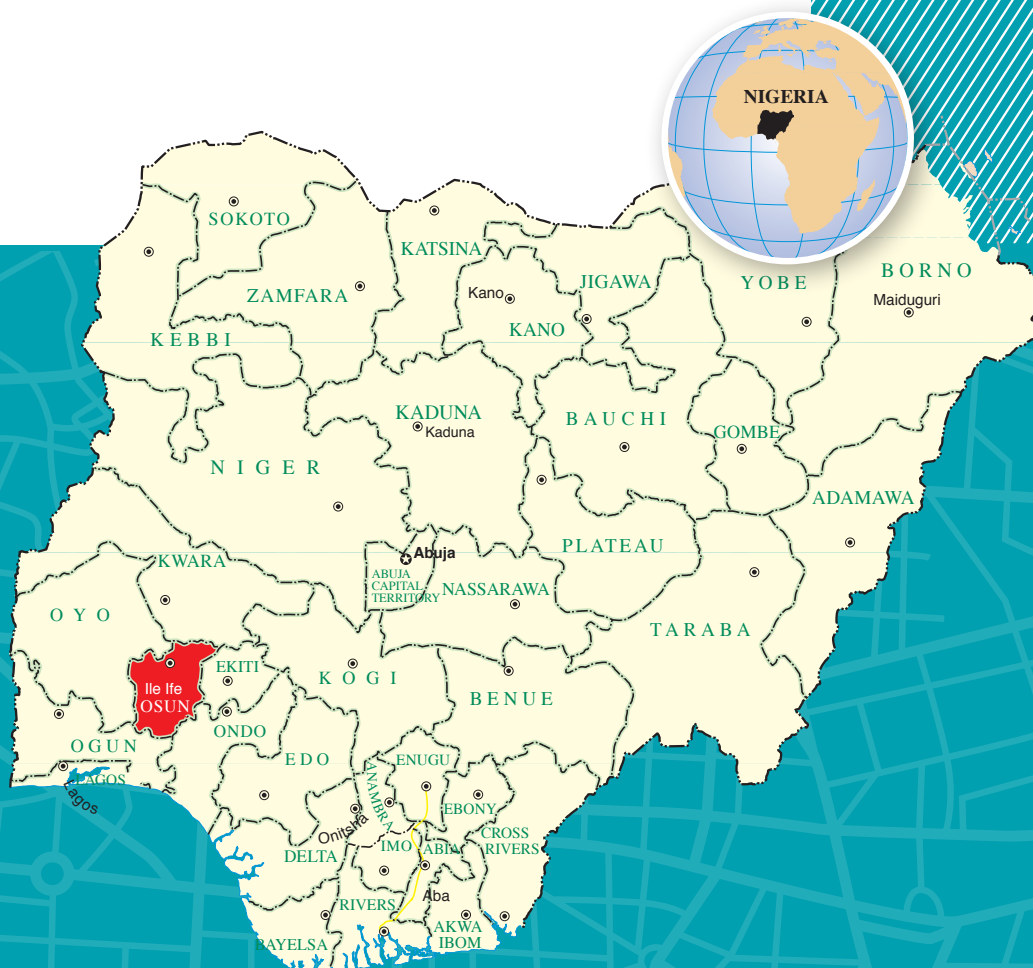 NIGERIA
SOKOTO
KATSINA
ZAMFARA
Kano
JIGAWA
YOBE
BORNO
Maiduguri
KANO
KEBBI
KADUNA
Kaduna
BAUCHI
GOMBE
NIGER
ADAMAWA
Abuja
PLATEAU
KWARA
ABUJA
CAPITAL
TERRITORY
NASSARAWA
OYO
TARABA
EKITI
KOGI
Ile Ife
OSUN
BENUE
ONDO
OGUN
EDO
ENUGU
LAGOS
Lagos
ANAMBRA
EBONY
Onitsha
CROSS
RIVERS
IMO
ABIA
DELTA
Aba
RIVERS
AKWA
IBOM
BAYELSA